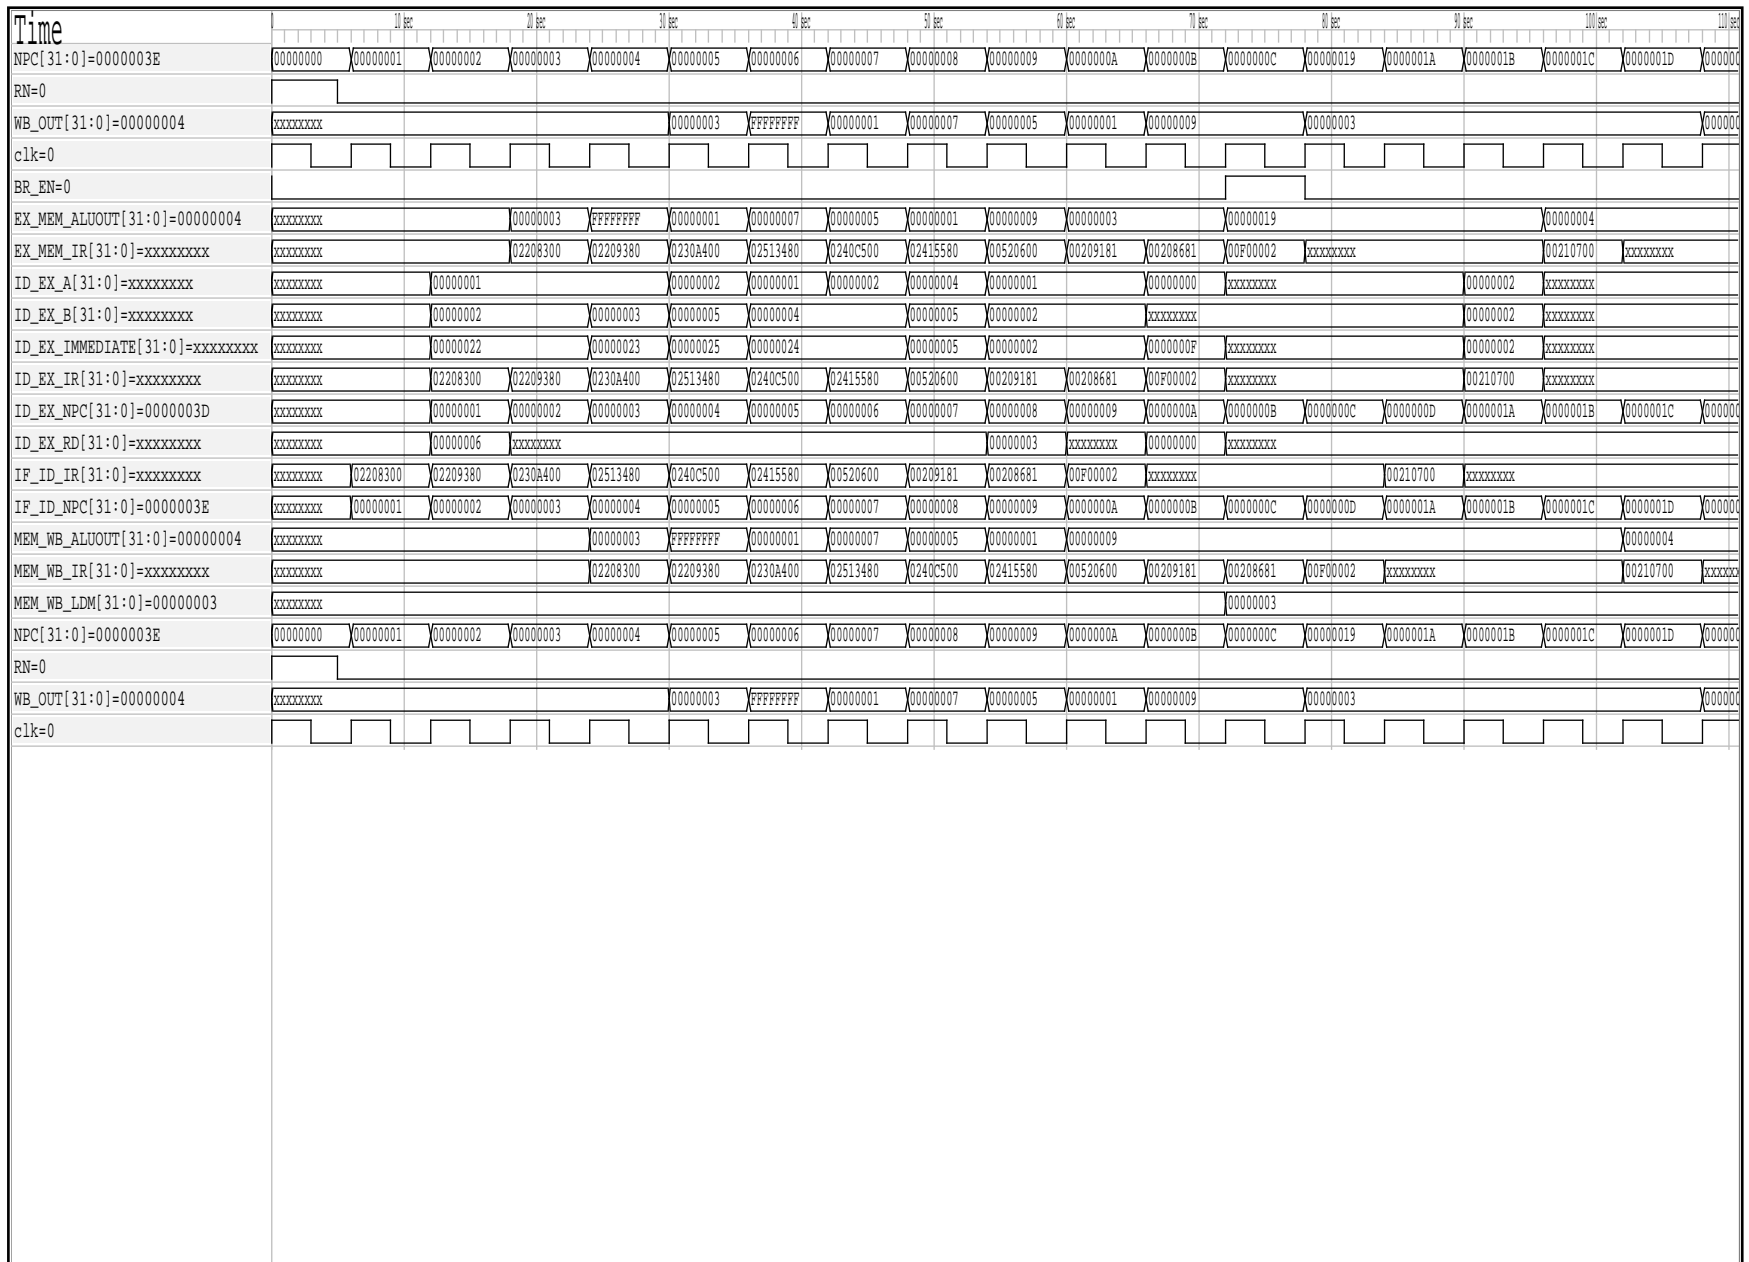 Time
0 10 sec 20 sec 30 sec 40 sec 50 sec 60 sec 70 sec 80 sec 90 sec 100 sec 110 sec
NPC[31:0]=0000003E 00000000 00000001 00000002 00000003 00000004 00000005 00000006 00000007 00000008 00000009 0000000A 0000000B 0000000C 00000019 0000001A 0000001B 0000001C 0000001D 00000
RN=0
WB_OUT[31:0]=00000004 xxxxxxxx 00000003 FFFFFFFF 00000001 00000007 00000005 00000001 00000009 00000003 00000
clk=0
BR_EN=0
EX_MEM_ALUOUT[31:0]=00000004 xxxxxxxx 00000003 FFFFFFFF 00000001 00000007 00000005 00000001 00000009 00000003 00000019 00000004
EX_MEM_IR[31:0]=xxxxxxxx xxxxxxxx 02208300 02209380 0230A400 02513480 0240C500 02415580 00520600 00209181 00208681 00F00002 xxxxxxxx 00210700 xxxxxxxx
ID_EX_A[31:0]=xxxxxxxx xxxxxxxx 00000001 00000002 00000001 00000002 00000004 00000001 00000000 xxxxxxxx 00000002 xxxxxxxx
ID_EX_B[31:0]=xxxxxxxx xxxxxxxx 00000002 00000003 00000005 00000004 00000005 00000002 xxxxxxxx 00000002 xxxxxxxx
ID_EX_IMMEDIATE[31:0]=xxxxxxxx xxxxxxxx 00000022 00000023 00000025 00000024 00000005 00000002 0000000F xxxxxxxx 00000002 xxxxxxxx
ID_EX_IR[31:0]=xxxxxxxx xxxxxxxx 02208300 02209380 0230A400 02513480 0240C500 02415580 00520600 00209181 00208681 00F00002 xxxxxxxx 00210700 xxxxxxxx
ID_EX_NPC[31:0]=0000003D xxxxxxxx 00000001 00000002 00000003 00000004 00000005 00000006 00000007 00000008 00000009 0000000A 0000000B 0000000C 0000000D 0000001A 0000001B 0000001C 00000
ID_EX_RD[31:0]=xxxxxxxx xxxxxxxx 00000006 xxxxxxxx 00000003 xxxxxxxx 00000000 xxxxxxxx
IF_ID_IR[31:0]=xxxxxxxx xxxxxxxx 02208300 02209380 0230A400 02513480 0240C500 02415580 00520600 00209181 00208681 00F00002 xxxxxxxx 00210700 xxxxxxxx
IF_ID_NPC[31:0]=0000003E xxxxxxxx 00000001 00000002 00000003 00000004 00000005 00000006 00000007 00000008 00000009 0000000A 0000000B 0000000C 0000000D 0000001A 0000001B 0000001C 0000001D 00000
MEM_WB_ALUOUT[31:0]=00000004 xxxxxxxx 00000003 FFFFFFFF 00000001 00000007 00000005 00000001 00000009 00000004
MEM_WB_IR[31:0]=xxxxxxxx xxxxxxxx 02208300 02209380 0230A400 02513480 0240C500 02415580 00520600 00209181 00208681 00F00002 xxxxxxxx 00210700 xxxxx
MEM_WB_LDM[31:0]=00000003 xxxxxxxx 00000003
NPC[31:0]=0000003E 00000000 00000001 00000002 00000003 00000004 00000005 00000006 00000007 00000008 00000009 0000000A 0000000B 0000000C 00000019 0000001A 0000001B 0000001C 0000001D 00000
RN=0
WB_OUT[31:0]=00000004 xxxxxxxx 00000003 FFFFFFFF 00000001 00000007 00000005 00000001 00000009 00000003 00000
clk=0